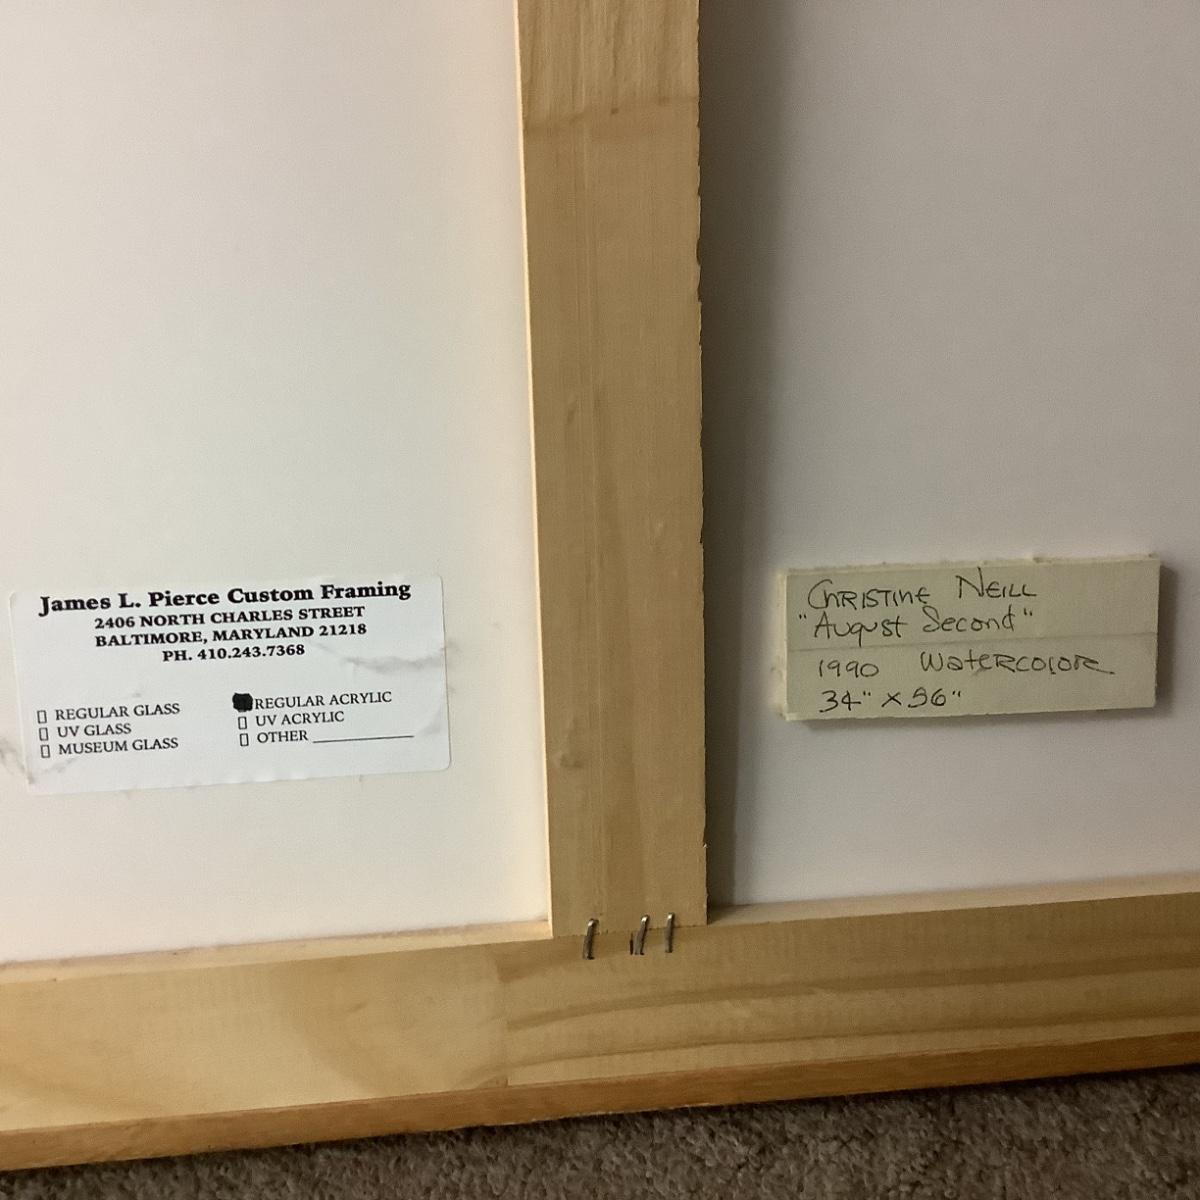 James L. Pierce Custom Framing
2406 NORTH CHARLES STREET
BALTIMORE, MARYLAND 21218
PH. 410.243.7368
REGULAR GLASS
UV GLASS
MUSEUM GLASS
REGULAR ACRYLIC
UV ACRYLIC
OTHER
CHRISTINE NEILL
"August Second"
1990 WATERCOLOR
34" X 56"